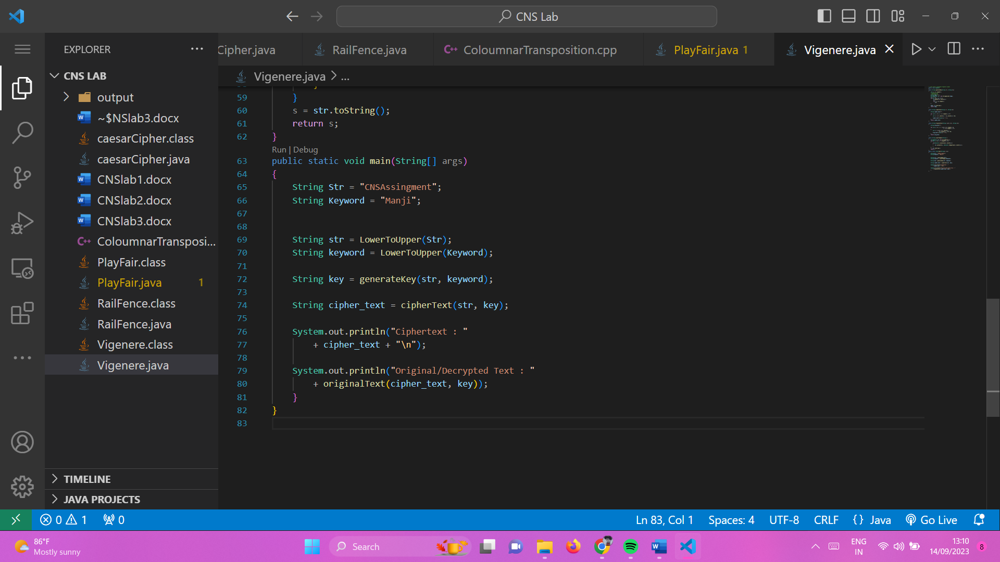 CNS Lab
EXPLORER
Cipher.java
RailFence.java
ColoumnarTransposition.cpp
PlayFair.java 1
Vigenere.java
CNS LAB
output
~$NSlab3.docx
caesarCipher.class
caesarCipher.java
CNSlab1.docx
CNSlab2.docx
CNSlab3.docx
ColoumnarTransposi...
PlayFair.class
PlayFair.java 1
RailFence.class
RailFence.java
Vigenere.class
Vigenere.java
TIMELINE
JAVA PROJECTS
Vigenere.java > ...
59 }
60 s = str.toString();
61 return s;
62 }
Run | Debug
63 public static void main(String[] args)
64 {
65 String Str = "CNSAssingment";
66 String Keyword = "Manji";
67
68
69 String str = LowerToUpper(Str);
70 String keyword = LowerToUpper(Keyword);
71
72 String key = generateKey(str, keyword);
73
74 String cipher_text = cipherText(str, key);
75
76 System.out.println("Ciphertext : "
77 + cipher_text + "\n");
78
79 System.out.println("Original/Decrypted Text : "
80 + originalText(cipher_text, key));
81 }
82 }
83
0 1 0
Ln 83, Col 1 Spaces: 4 UTF-8 CRLF {} Java Go Live
86°F
Mostly sunny
Search
ENG
IN
13:10
14/09/2023
8